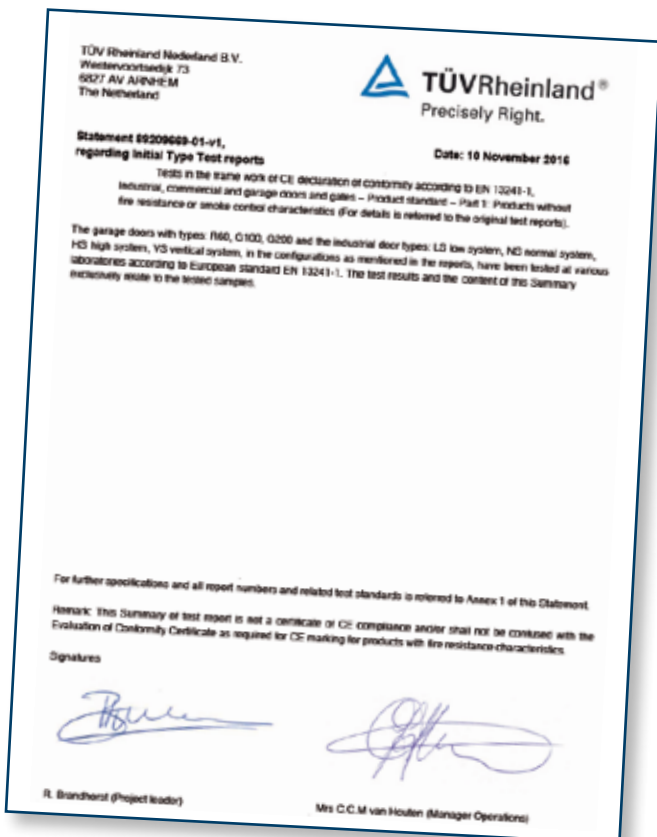 TÜV Rheinland Nederland B.V.
Westervoortsedijk 73
6827 AV ARNHEM
The Netherland
TÜVRheinland®
Precisely Right.
Statement 89209669-01-v1,
regarding Initial Type Test reports
Date: 10 November 2016
Tests in the frame work of CE declaration of conformity according to EN 13241-1,
Industrial, commercial and garage doors and gates – Product standard – Part 1: Products without
fire resistance or smoke control characteristics (For details is referred to the original test reports).
The garage doors with types: R60, G100, G200 and the industrial door types: LS low system, NS normal system,
HS high system, VS vertical system, in the configurations as mentioned in the reports, have been tested at various
laboratories according to European standard EN 13241-1. The test results and the content of this Summary
exclusively relate to the tested samples.
For further specifications and all report numbers and related test standards is referred to Annex 1 of this Statement.
Remark: This Summary of test report is not a certificate of CE compliance and/or shall not be confused with the
Evaluation of Conformity Certificate as required for CE marking for products with fire resistance characteristics.
Signatures
R. Brandhorst (Project leader)
Mrs C.C.M van Houten (Manager Operations)